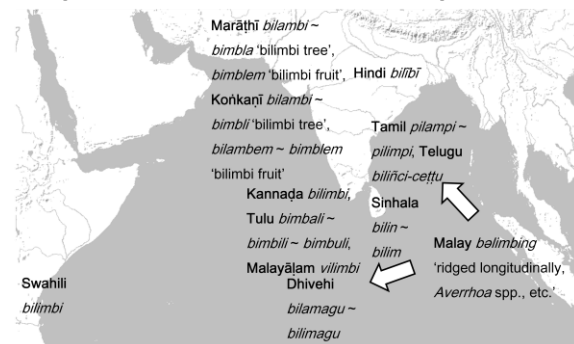 Marāṭhī bilambi ~
bimbla ‘bilimbi tree’,
bimblem ‘bilimbi fruit’,
Hindi bilībī
Koṅkaṇī bilambi ~
bimbli ‘bilimbi tree’,
bilambem ~ bimblem
‘bilimbi fruit’
Tamil pilampi ~
pilimpi, Telugu
biliñci-ceṭṭu
Kannaḍa bilimbi,
Tulu bimbali ~
bimbili ~ bimbuli,
Malayāḷam vilimbi
Sinhala
bilin ~
bilim
Malay bəlimbing
‘ridged longitudinally,
Averrhoa spp., etc.’
Swahili
bilimbi
Dhivehi
bilamagu ~
bilimagu